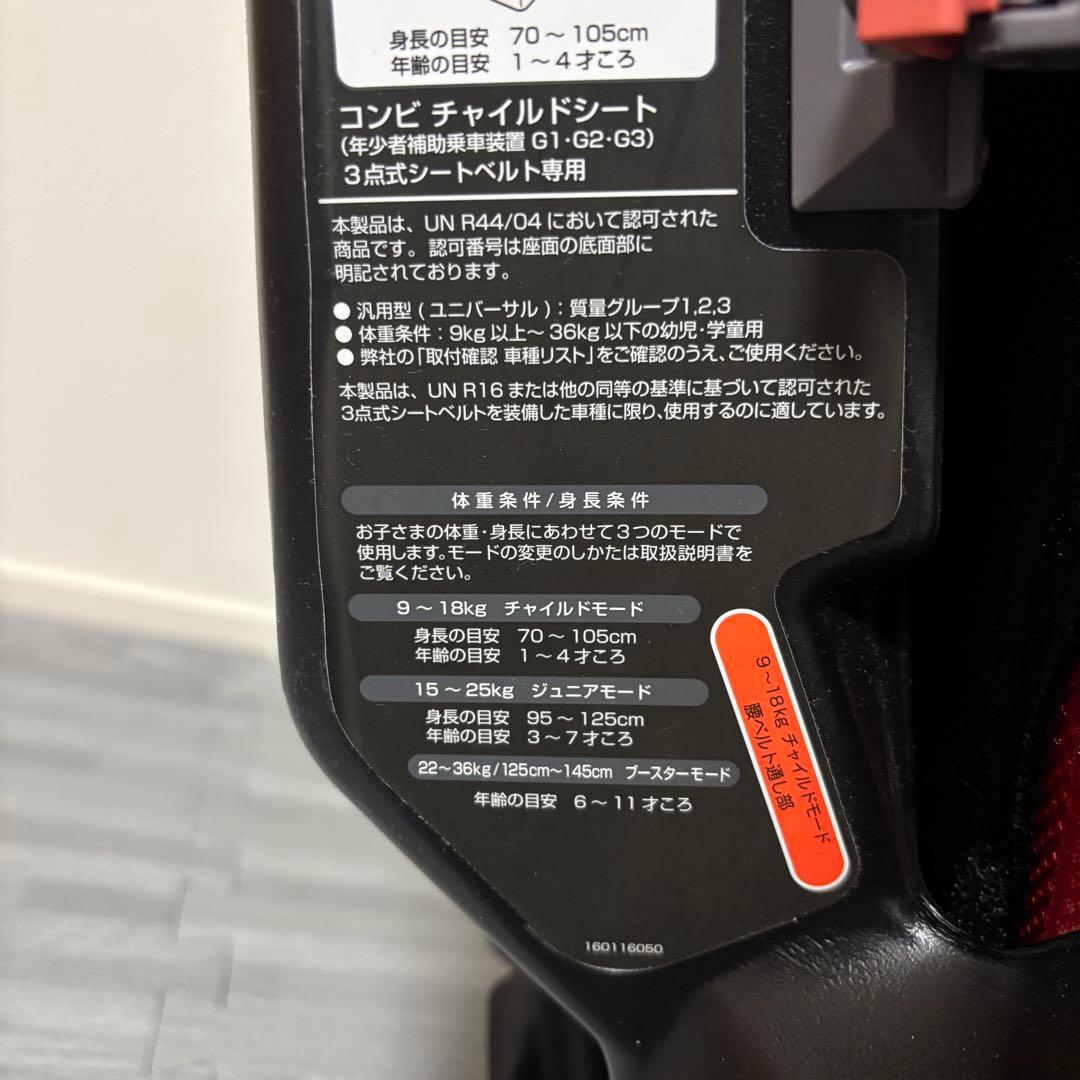 身長の目安 70～105cm
年齢の目安 1～4才ころ
コンビ チャイルドシート
(年少者補助乗車装置 G1・G2・G3)
3点式シートベルト専用
本製品は、UN R44/04 において認可された
商品です。認可番号は座面の底面部に
明記されております。
● 汎用型 ( ユニバーサル ) : 質量グループ1,2,3
● 体重条件 : 9kg 以上～ 36kg 以下の幼児・学童用
● 弊社の「取付確認 車種リスト」をご確認のうえ、ご使用ください。
本製品は、UN R16 または他の同等の基準に基づいて認可された
3点式シートベルトを装備した車種に限り、使用するのに適しています。
体重条件/身長条件
お子さまの体重・身長にあわせて3つのモードで
使用します。モードの変更のしかたは取扱説明書を
ご覧ください。
9～18kg チャイルドモード
身長の目安 70～105cm
年齢の目安 1～4才ころ
15～25kg ジュニアモード
身長の目安 95～125cm
年齢の目安 3～7才ころ
22～36kg/125cm～145cm ブースターモード
年齢の目安 6～11才ころ
9～18kg チャイルドモード
腰ベルト通し部
160116050